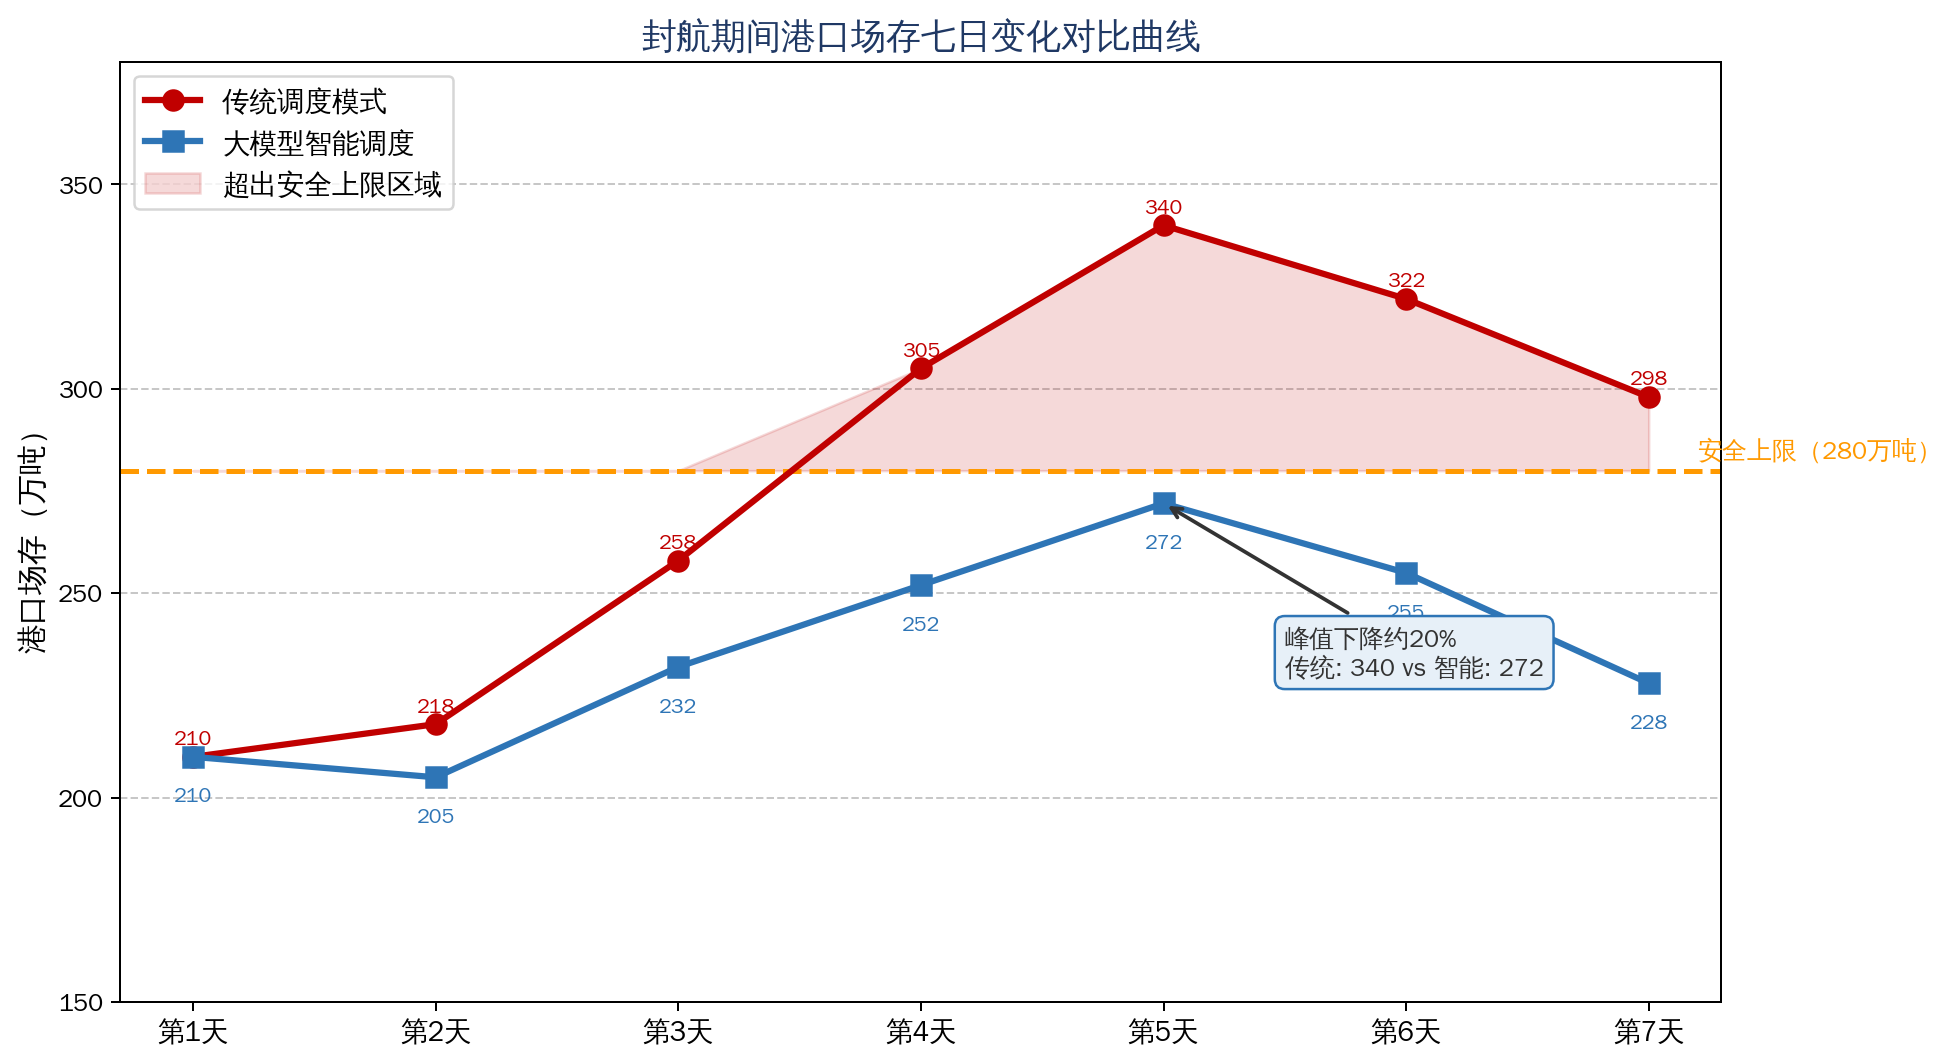 封航期间港口场存七日变化对比曲线
传统调度模式
大模型智能调度
超出安全上限区域
港口场存（万吨）
350
300
250
200
150
340
322
305
298
安全上限（280万吨）
258
272
255
252
峰值下降约20%
传统: 340 vs 智能: 272
232
218
228
210
210
205
第1天
第2天
第3天
第4天
第5天
第6天
第7天